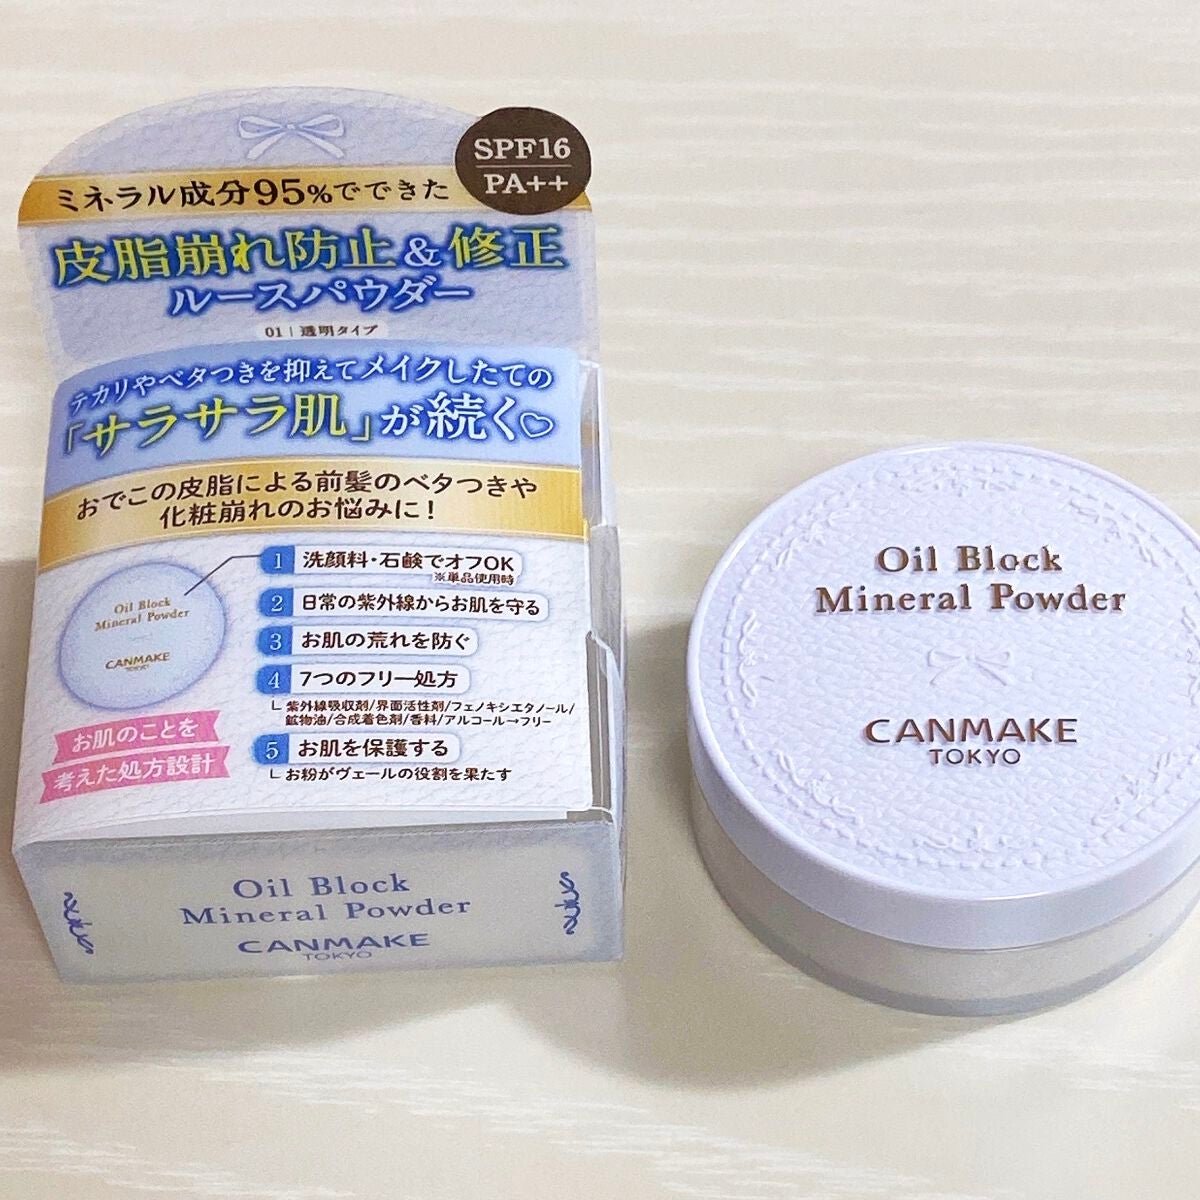 SPF16
PA++
ミネラル成分95%でできた
皮脂崩れ防止&修正
ルースパウダー
01 | 透明タイプ
テカリやベタつきを抑えてメイクしたての
「サラサラ肌」が続く♡
おでこの皮脂による前髪のベタつきや
化粧崩れのお悩みに!
1 洗顔料・石鹸でオフOK
※単品使用時
2 日常の紫外線からお肌を守る
3 お肌の荒れを防ぐ
4 7つのフリー処方
紫外線吸収剤/界面活性剤/フェノキシエタノール/
鉱物油/合成着色剤/香料/アルコール→フリー
5 お肌を保護する
お粉がヴェールの役割を果たす
Oil Block
Mineral Powder
CANMAKE
TOKYO
お肌のことを
考えた処方設計
Oil Block
Mineral Powder
CANMAKE
TOKYO
Oil Block
Mineral Powder
CANMAKE
TOKYO